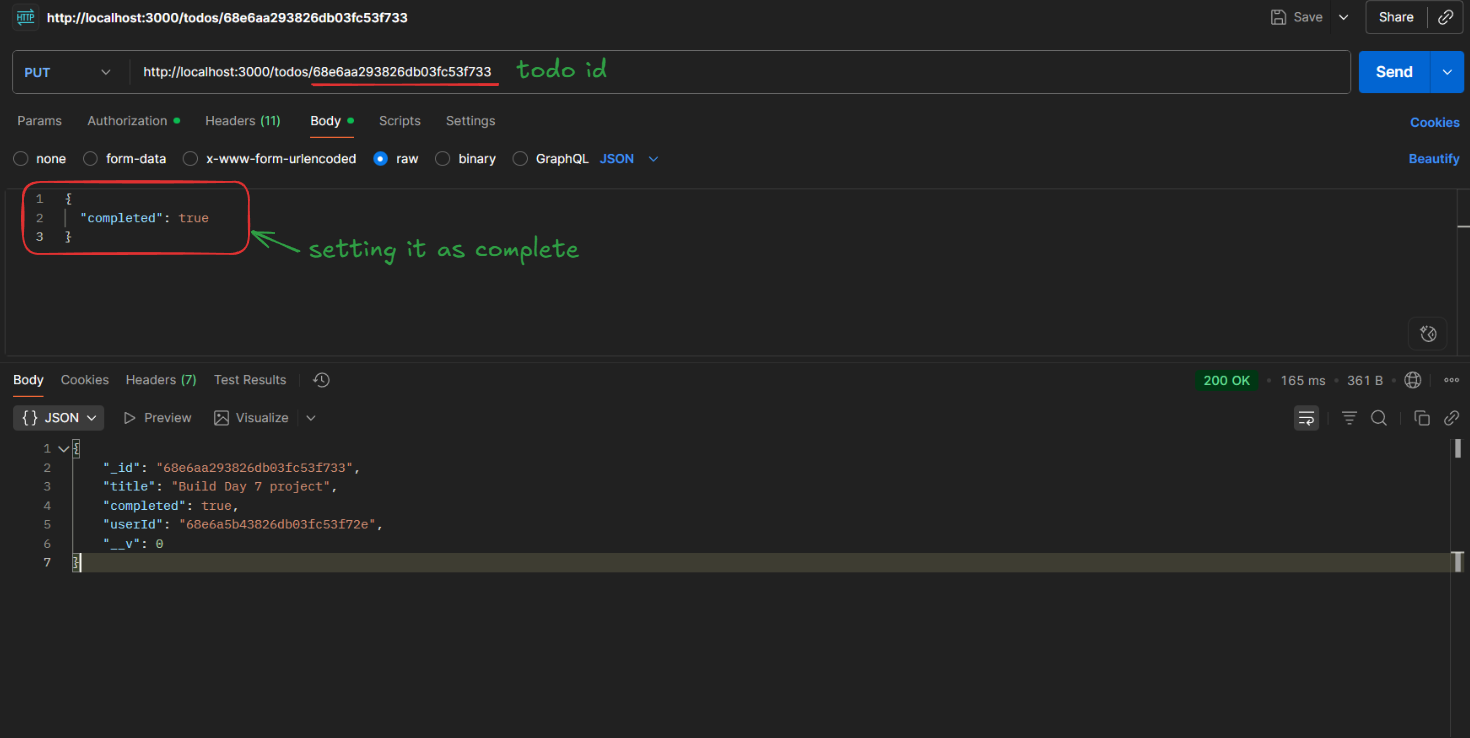 HTTP http://localhost:3000/todos/68e6aa293826db03fc53f733 Save Share
PUT http://localhost:3000/todos/68e6aa293826db03fc53f733 todo id Send
Params Authorization Headers (11) Body Scripts Settings Cookies
none form-data x-www-form-urlencoded raw binary GraphQL JSON Beautify
1 {
2 "completed": true
3 }
setting it as complete
Body Cookies Headers (7) Test Results 200 OK • 165 ms • 361 B
{} JSON Preview Visualize
1 {
2 "_id": "68e6aa293826db03fc53f733",
3 "title": "Build Day 7 project",
4 "completed": true,
5 "userId": "68e6a5b43826db03fc53f72e",
6 "__v": 0
7 }